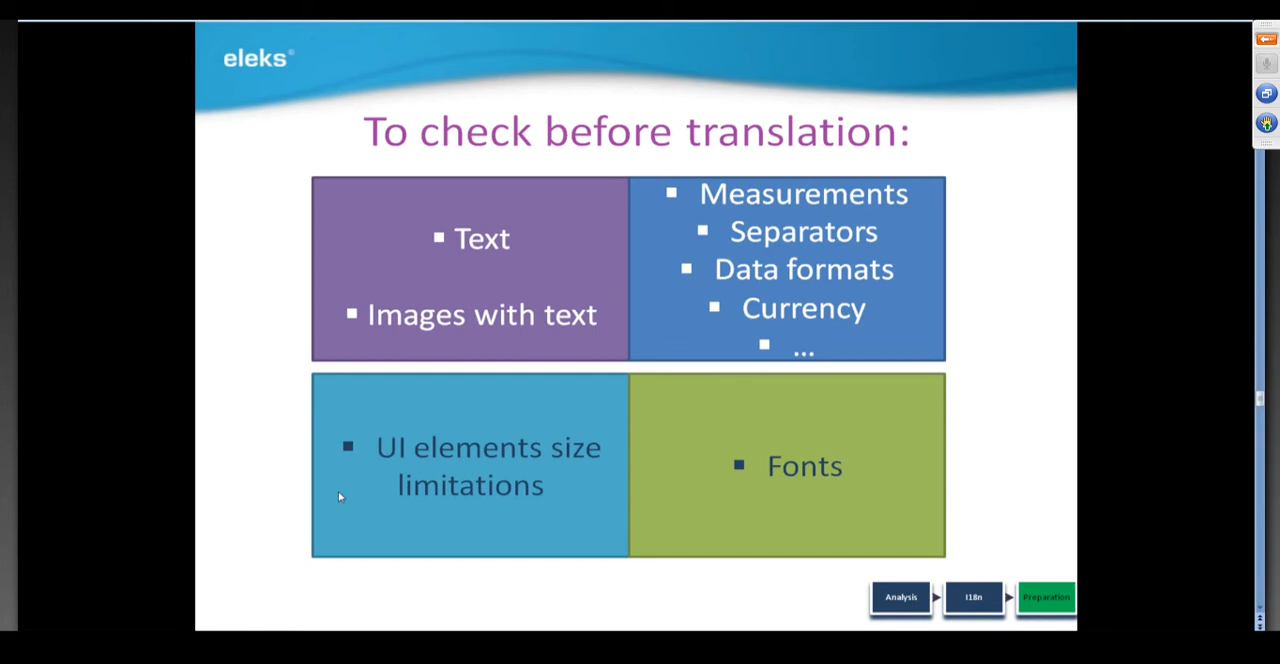 eleks®
To check before translation:
▪ Text
▪ Images with text
▪ Measurements
▪ Separators
▪ Data formats
▪ Currency
▪ ...
▪ UI elements size
limitations
▪ Fonts
Analysis
I18n
Preparation